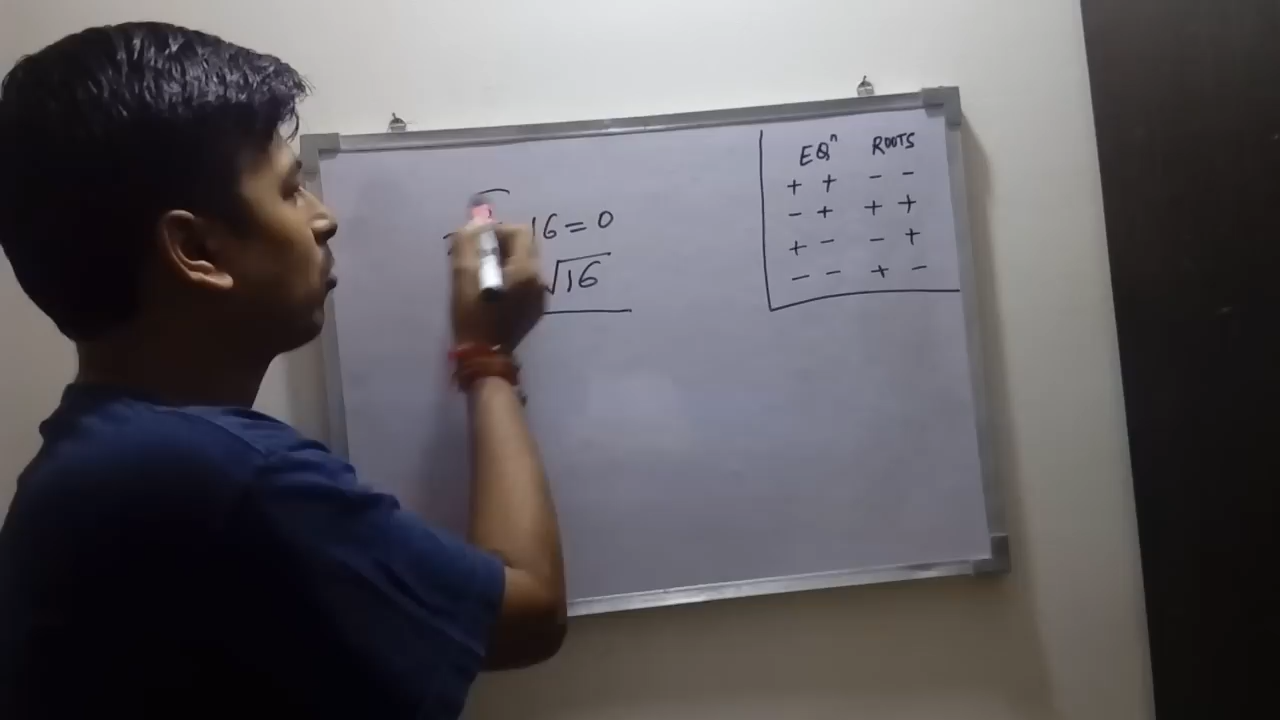 16 = 0
√16
EQⁿ ROOTS
+ + - -
- + + +
+ - - +
- - + -